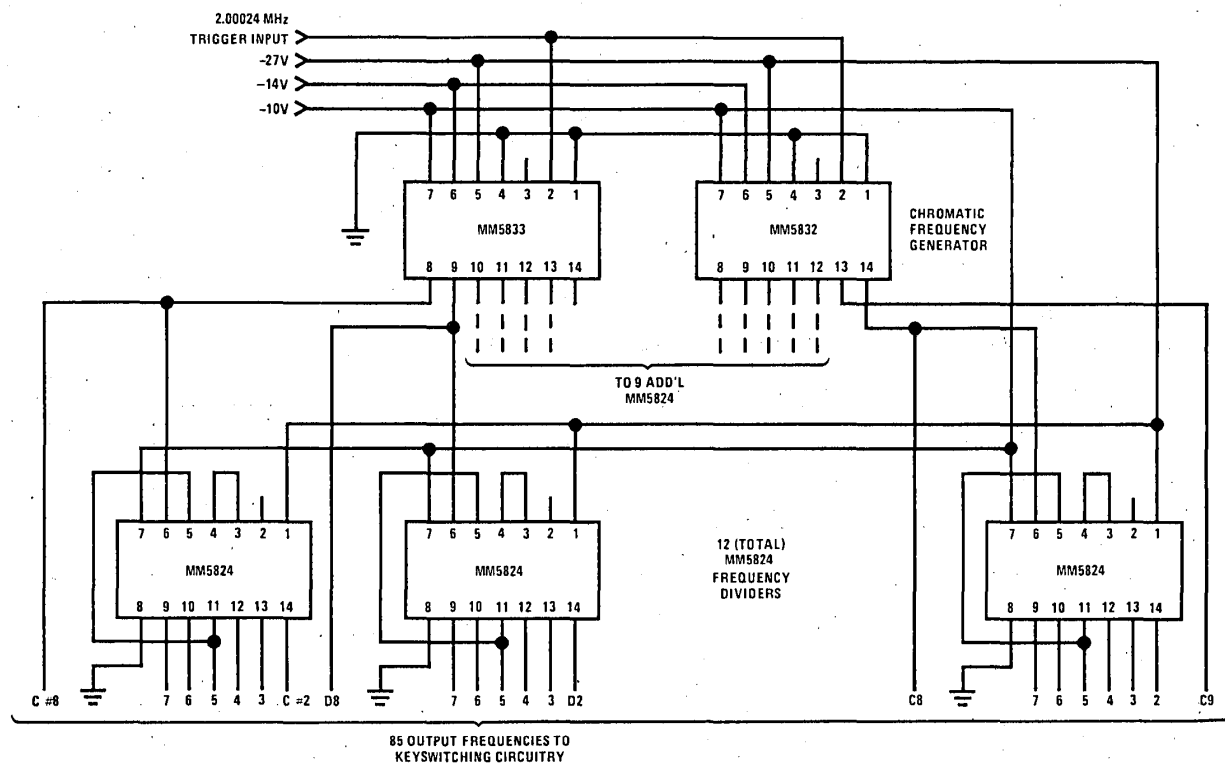 2.00024 MHz
TRIGGER INPUT
-27V
-14V
-10V
7 6 5 4 3 2 1
MM5833
8 9 10 11 12 13 14
7 6 5 4 3 2 1
MM5832
8 9 10 11 12 13 14
CHROMATIC
FREQUENCY
GENERATOR
TO 9 ADD'L
MM5824
7 6 5 4 3 2 1
MM5824
8 9 10 11 12 13 14
7 6 5 4 3 2 1
MM5824
8 9 10 11 12 13 14
12 (TOTAL)
MM5824
FREQUENCY
DIVIDERS
7 6 5 4 3 2 1
MM5824
8 9 10 11 12 13 14
C #8 7 6 5 4 3 C #2 D8 7 6 5 4 3 D2 C8 7 6 5 4 3 2 C9
85 OUTPUT FREQUENCIES TO
KEYSWITCHING CIRCUITRY